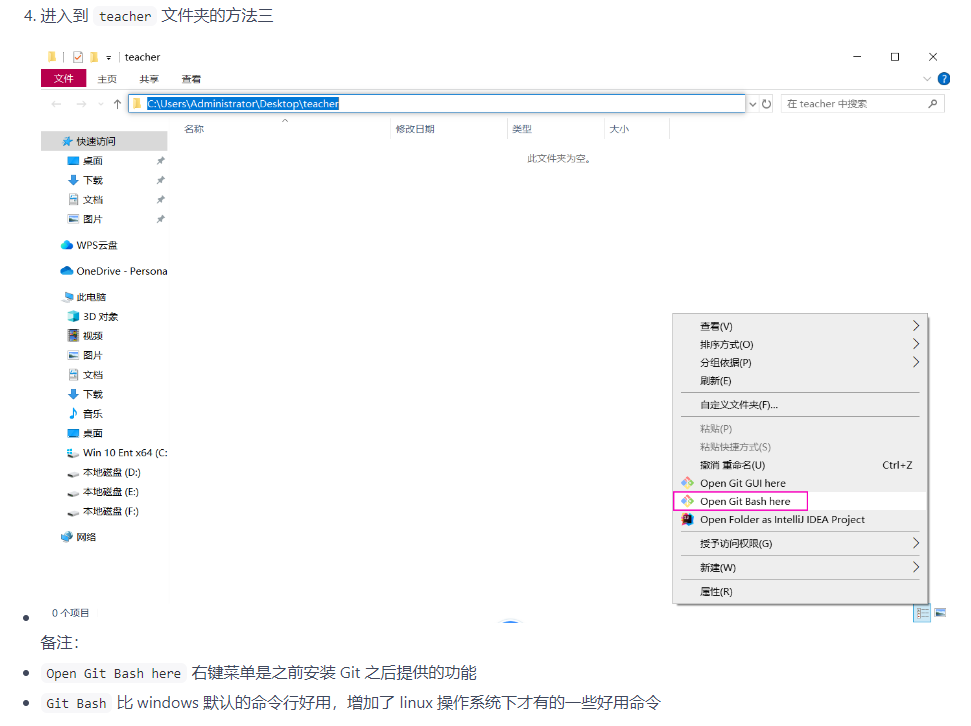 4. 进入到 teacher 文件夹的方法三
teacher
文件 主页 共享 查看
C:\Users\Administrator\Desktop\teacher
在 teacher 中搜索
名称 修改日期 类型 大小
此文件夹为空。
快速访问
桌面
下载
文档
图片
WPS云盘
OneDrive - Persona
此电脑
3D 对象
视频
图片
文档
下载
音乐
桌面
Win 10 Ent x64 (C:
本地磁盘 (D:)
本地磁盘 (E:)
本地磁盘 (F:)
网络
查看(V)
排序方式(O)
分组依据(P)
刷新(E)
自定义文件夹(F)...
粘贴(P)
粘贴快捷方式(S)
撤消 重命名(U) Ctrl+Z
Open Git GUI here
Open Git Bash here
Open Folder as IntelliJ IDEA Project
授予访问权限(G)
新建(W)
属性(R)
0 个项目
备注：
Open Git Bash here 右键菜单是之前安装 Git 之后提供的功能
Git Bash 比 windows 默认的命令行好用，增加了 linux 操作系统下才有的一些好用命令